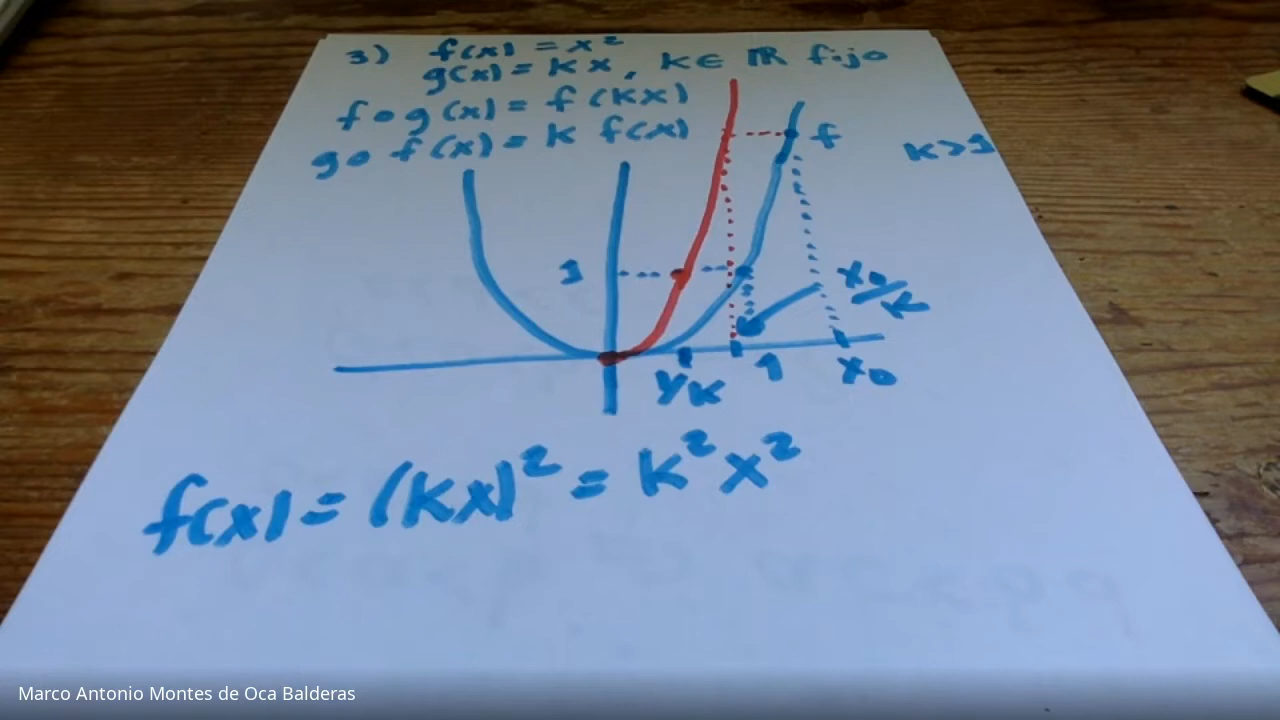 3) f(x) = x²
g(x) = kx, k∈ ℝ fijo
f∘g(x) = f(kx)
g∘f(x) = k f(x)
f
k>1
1
x₀/k
1/k
1
x₀
f(x) = (kx)² = k²x²
Marco Antonio Montes de Oca Balderas